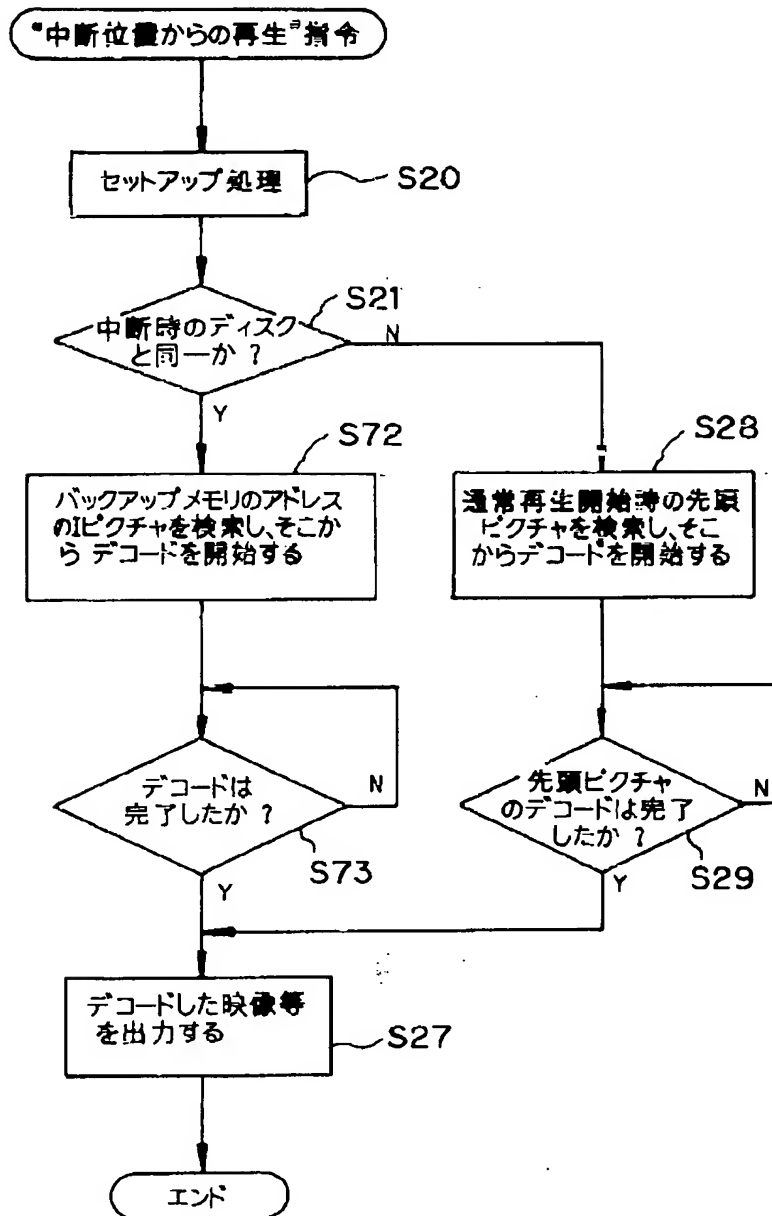 “中断位置からの再生”指令
セットアップ処理
S20
S21
中断時のディスク
と同一か？
N
Y
S72
バックアップメモリのアドレス
のIピクチャを検索し、そこか
らデコードを開始する
S28
通常再生開始時の先頭
ピクチャを検索し、そこ
からデコードを開始する
デコードは
完了したか？
N
S73
Y
先頭ピクチャ
のデコードは完了
したか？
N
S29
Y
デコードした映像等
を出力する
S27
エンド